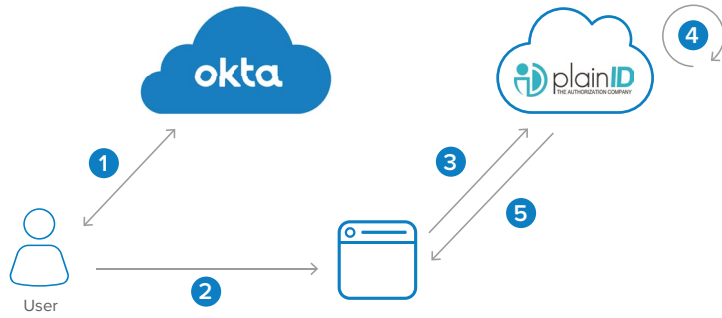 okta
plainID
THE AUTHORIZATION COMPANY
4
1
3
5
2
User